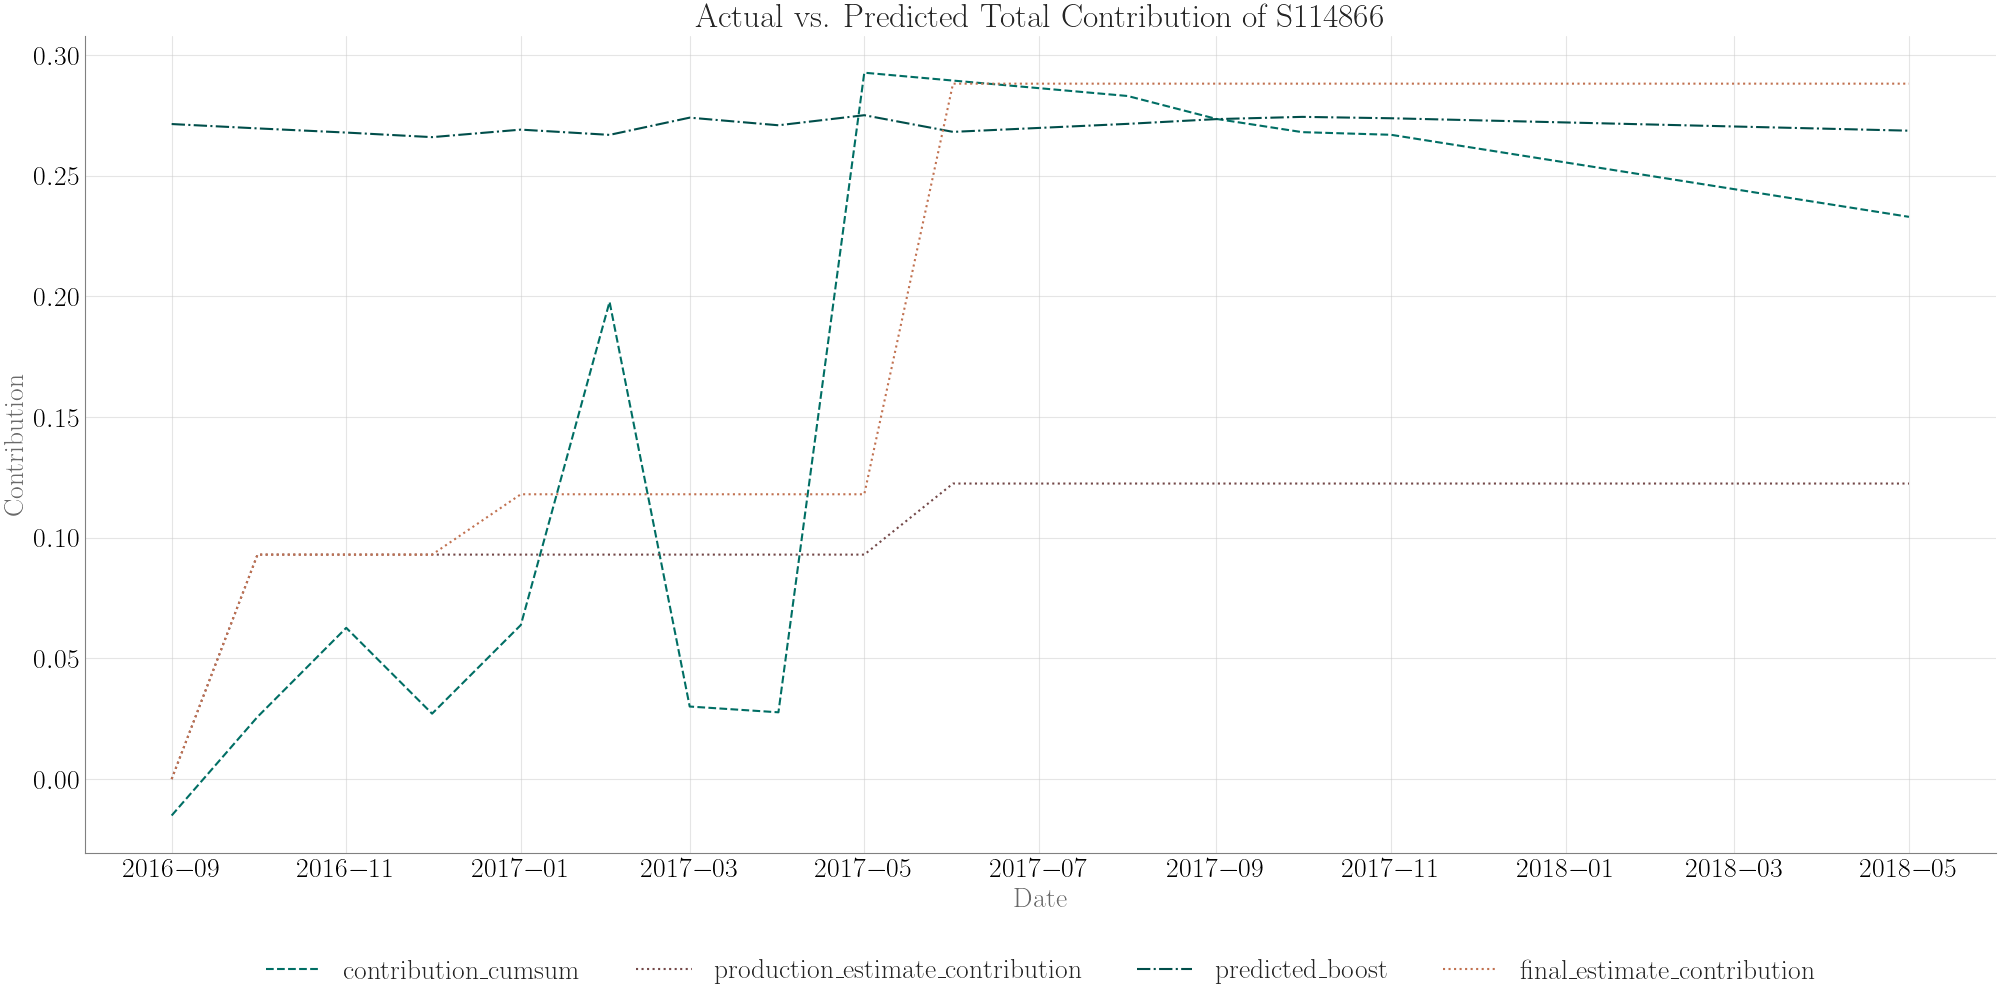 Actual vs. Predicted Total Contribution of S114866
0.30
0.25
0.20
0.15
0.10
0.05
0.00
Contribution
2016−09 2016−11 2017−01 2017−03 2017−05 2017−07 2017−09 2017−11 2018−01 2018−03 2018−05
Date
contribution_cumsum production_estimate_contribution predicted_boost final_estimate_contribution